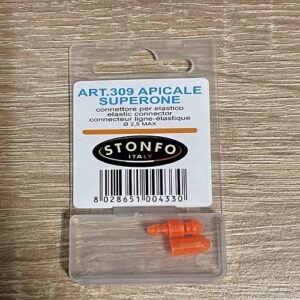 ART.309 APICALE
SUPERONE
connettore per elastico
elastic connector
connecteur ligne-élastique
Ø 2,5 MAX
STONFO
ITALY
8 028651 004330